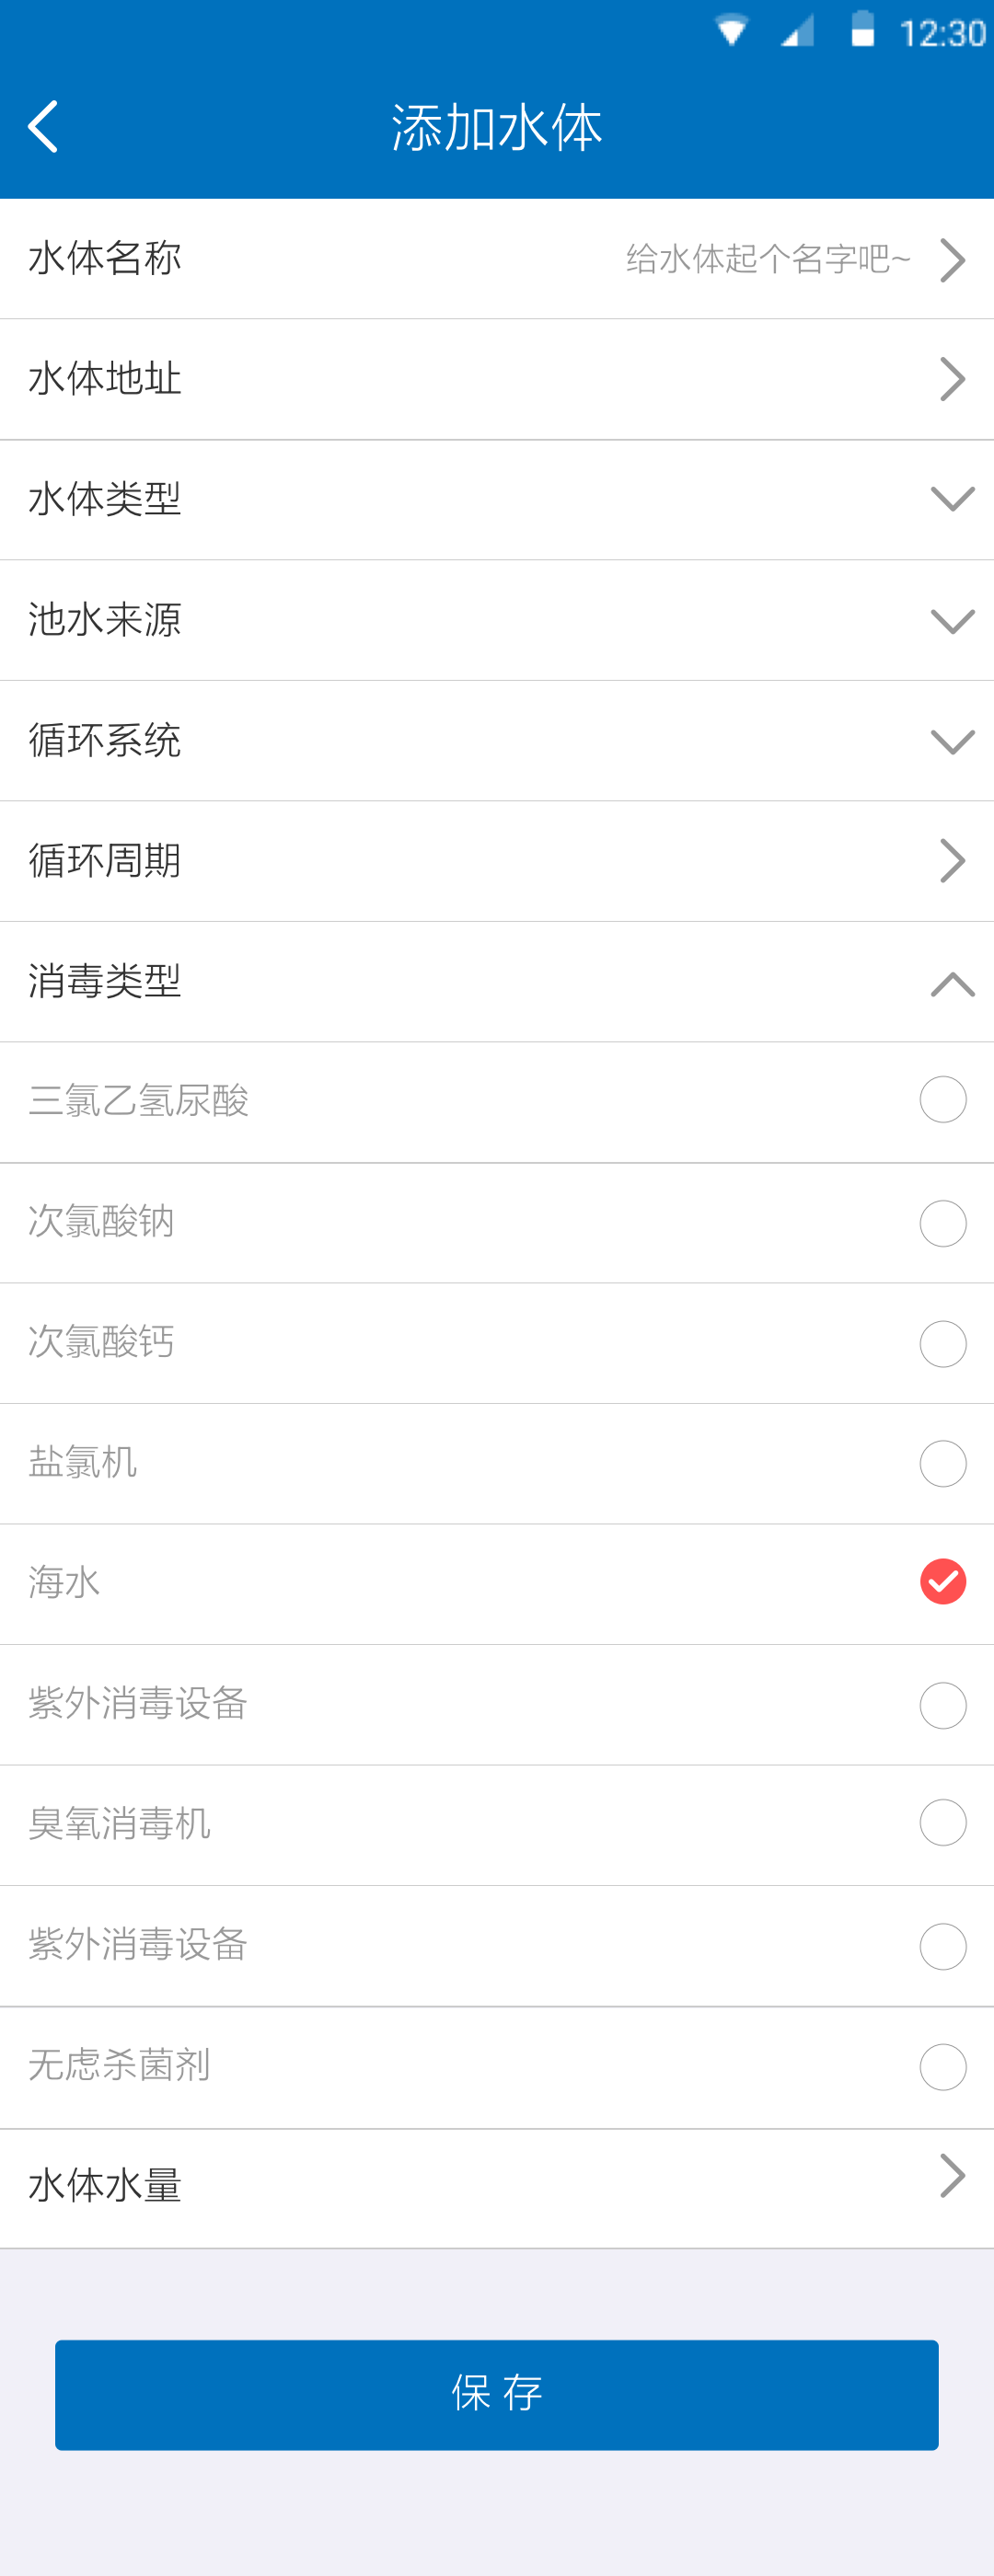 12:30
添加水体
水体名称 给水体起个名字吧~
水体地址
水体类型
池水来源
循环系统
循环周期
消毒类型
三氯乙氢尿酸
次氯酸钠
次氯酸钙
盐氯机
海水
紫外消毒设备
臭氧消毒机
紫外消毒设备
无虑杀菌剂
水体水量
保存